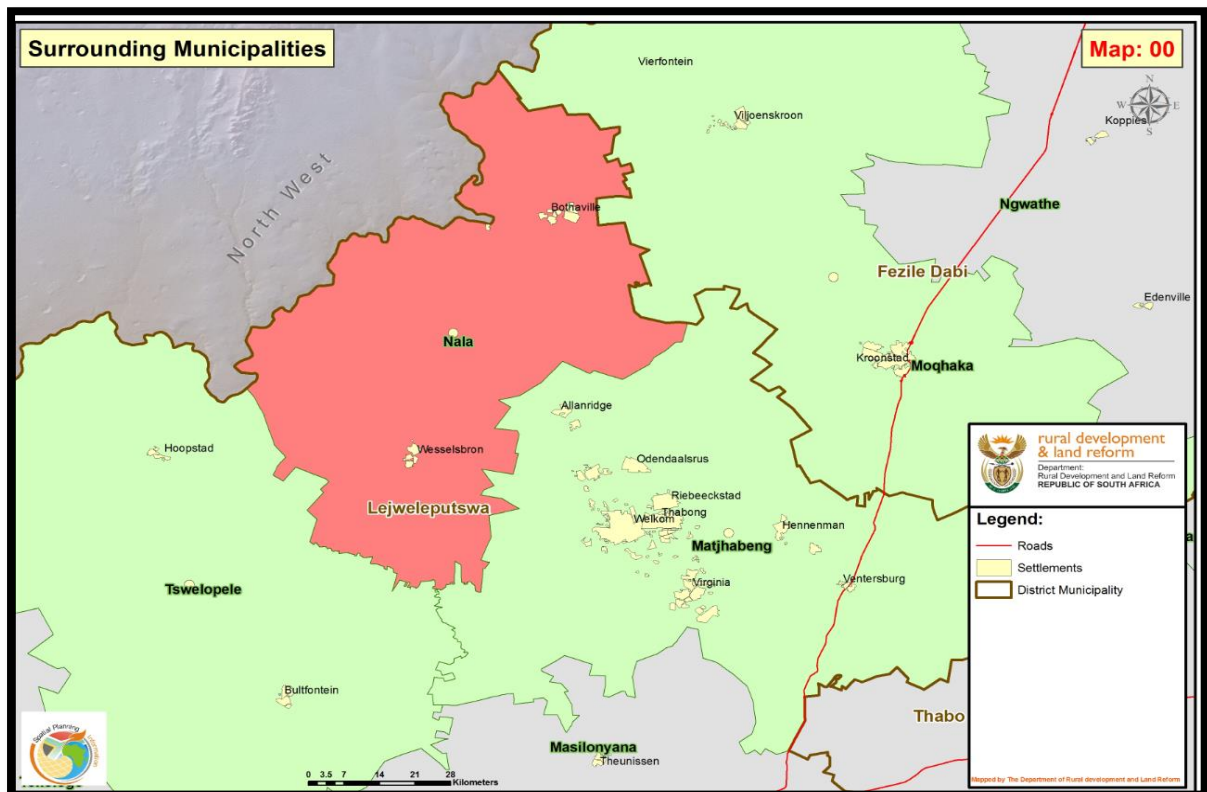 Surrounding Municipalities
Map: 00
Vierfontein
N
W E
S
Viljoenskroon
Koppies
North West
Ngwathe
Bothaville
Fezile Dabi
Edenville
Nala
Kroonstad
Moqhaka
Allanridge
Hoopstad
Wesselsbron
Odendaalsrus
Riebeeckstad
Lejweleputswa
Thabong
Welkom
Hennenman
Matjhabeng
Tswelopele
Virginia
Ventersburg
Bultfontein
Thabo
Masilonyana
Theunissen
rural development
& land reform
Department:
Rural Development and Land Reform
REPUBLIC OF SOUTH AFRICA
Legend:
Roads
Settlements
District Municipality
Spatial Planning
Information
0 3.5 7 14 21 28
Kilometers
Mapped by The Department of Rural development and Land Reform